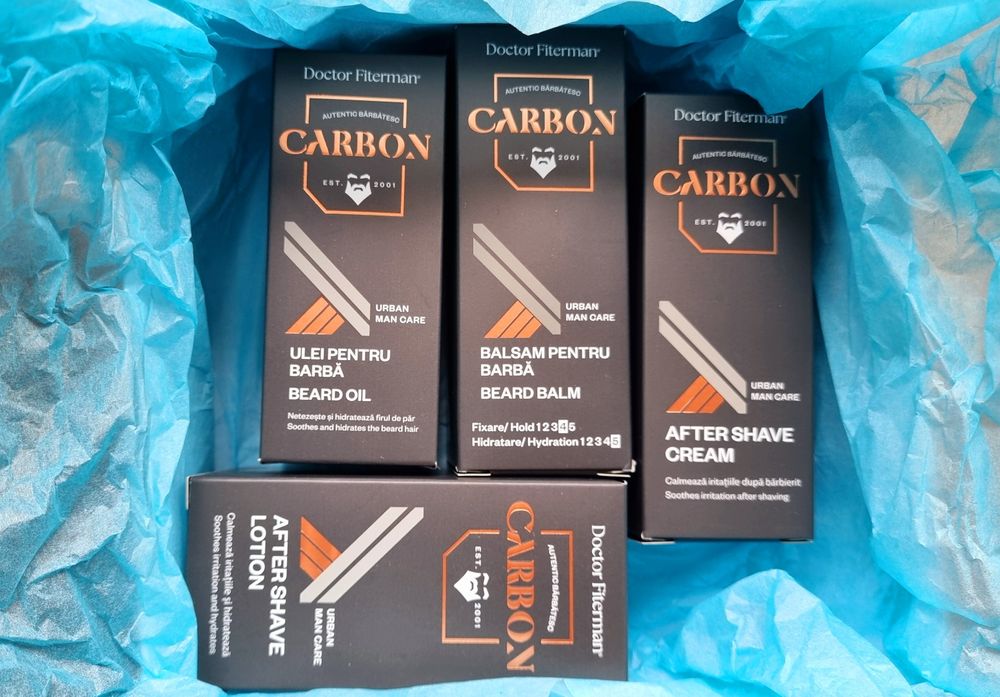 Doctor Fiterman®
AUTENTIC BĂRBĂTESC
CARBON
EST. 2001
URBAN
MAN CARE
ULEI PENTRU
BARBĂ
BEARD OIL
Netezește și hidratează firul de păr
Soothes and hidrates the beard hair
Doctor Fiterman®
AUTENTIC BĂRBĂTESC
CARBON
EST. 2001
URBAN
MAN CARE
BALSAM PENTRU
BARBĂ
BEARD BALM
Fixare/ Hold 1 2 3 4 5
Hidratare/ Hydration 1 2 3 4 5
Doctor Fiterman®
AUTENTIC BĂRBĂTESC
CARBON
EST. 2001
URBAN
MAN CARE
AFTER SHAVE
CREAM
Calmează iritațiile după bărbierit
Soothes irritation after shaving
Doctor Fiterman®
AUTENTIC BĂRBĂTESC
CARBON
EST. 2001
URBAN
MAN CARE
AFTER SHAVE
LOTION
Calmează iritațiile și hidratează
Soothes irritation and hydrates